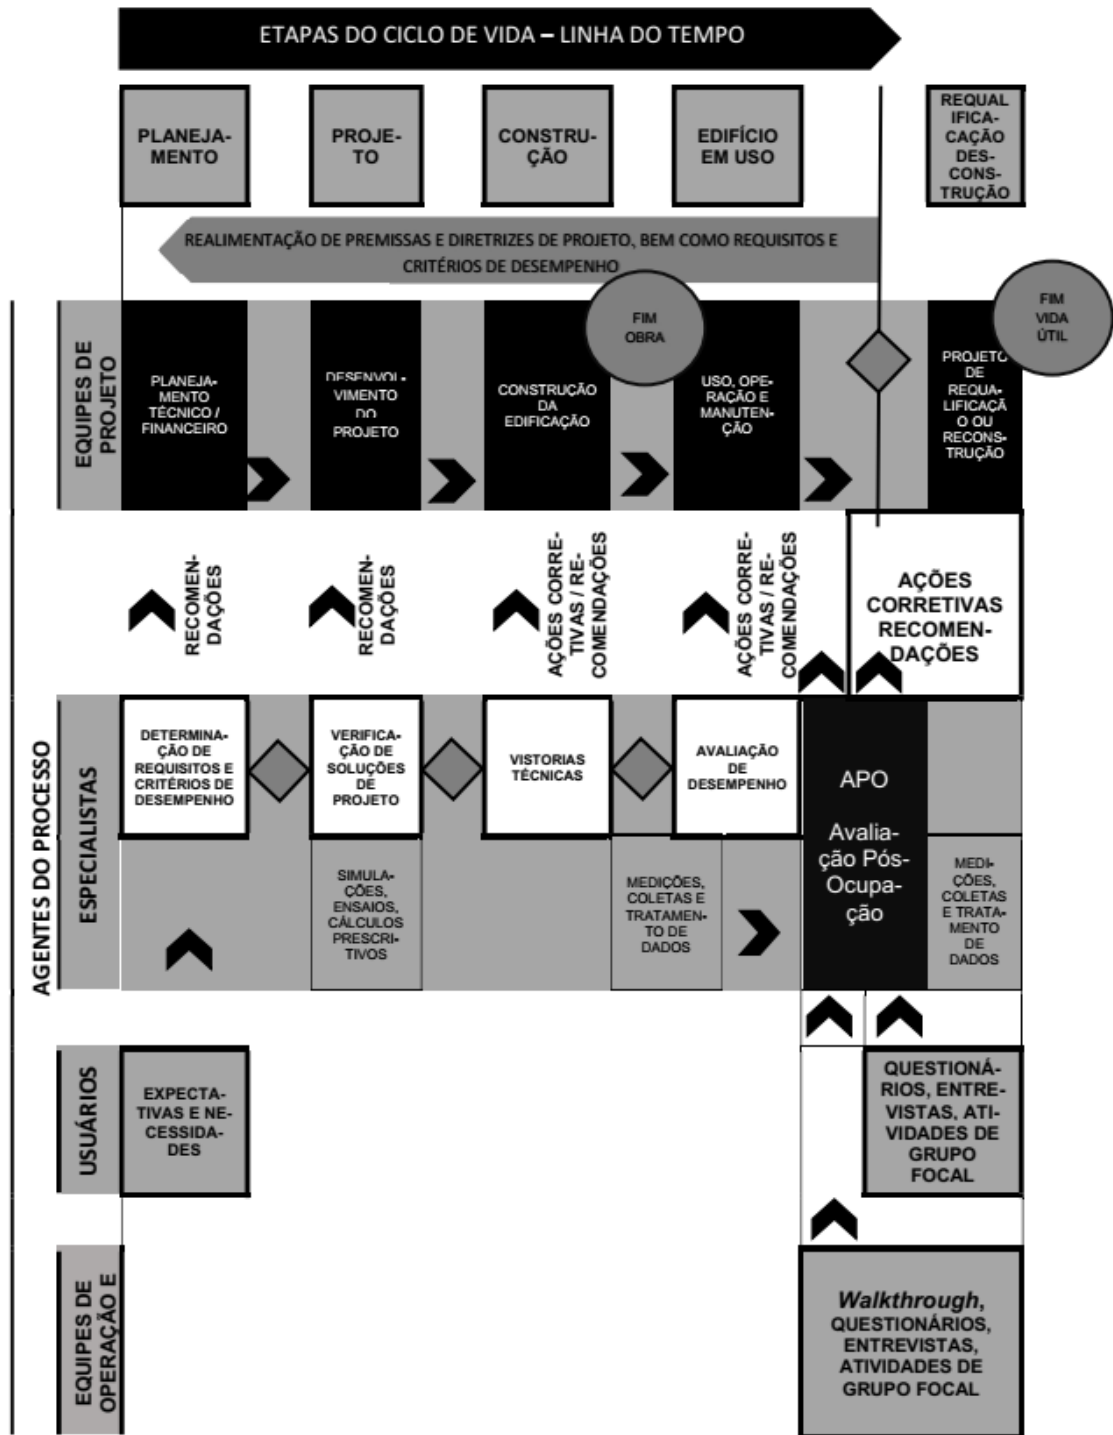 ETAPAS DO CICLO DE VIDA – LINHA DO TEMPO
PLANEJA-
MENTO
PROJE-
TO
CONSTRU-
ÇÃO
EDIFÍCIO
EM USO
REQUAL
IFICA-
CAÇÃO
DES-
CONS-
TRUÇÃO
REALIMENTAÇÃO DE PREMISSAS E DIRETRIZES DE PROJETO, BEM COMO REQUISITOS E
CRITÉRIOS DE DESEMPENHO
FIM
OBRA
FIM
VIDA
ÚTIL
AGENTES DO PROCESSO
EQUIPES DE
PROJETO
PLANEJA-
MENTO
TÉCNICO /
FINANCEIRO
DESENVOL-
VIMENTO
DO
PROJETO
CONSTRUÇÃO
DA
EDIFICAÇÃO
USO, OPE-
RAÇÃO E
MANUTEN-
ÇÃO
PROJETO
DE
REQUA-
LIFICAÇÃ
O OU
RECONS-
TRUÇÃO
RECOMEN-
DAÇÕES
RECOMEN-
DAÇÕES
AÇÕES CORRE-
TIVAS / RE-
COMENDAÇÕES
AÇÕES CORRE-
TIVAS / RE-
COMENDAÇÕES
AÇÕES
CORRETIVAS
RECOMEN-
DAÇÕES
ESPECIALISTAS
DETERMINA-
ÇÃO DE
REQUISITOS E
CRITÉRIOS DE
DESEMPENHO
VERIFICA-
ÇÃO DE
SOLUÇÕES
DE
PROJETO
VISTORIAS
TÉCNICAS
AVALIAÇÃO
DE
DESEMPENHO
APO
Avalia-
ção Pós-
Ocupa-
ção
SIMULA-
ÇÕES,
ENSAIOS,
CÁLCULOS
PRESCRI-
TIVOS
MEDIÇÕES,
COLETAS E
TRATAMEN-
TO DE
DADOS
MEDI-
ÇÕES,
COLETAS
E TRATA-
MENTO
DE
DADOS
USUÁRIOS
EXPECTA-
TIVAS E NE-
CESSIDA-
DES
QUESTIONÁ-
RIOS, ENTRE-
VISTAS, ATI-
VIDADES DE
GRUPO
FOCAL
EQUIPES DE
OPERAÇÃO E
Walkthrough,
QUESTIONÁRIOS,
ENTREVISTAS,
ATIVIDADES DE
GRUPO FOCAL